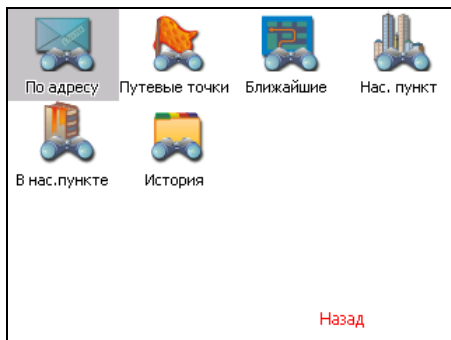 По адресу
Путевые точки
Ближайшие
Нас. пункт
В нас.пункте
История
Назад